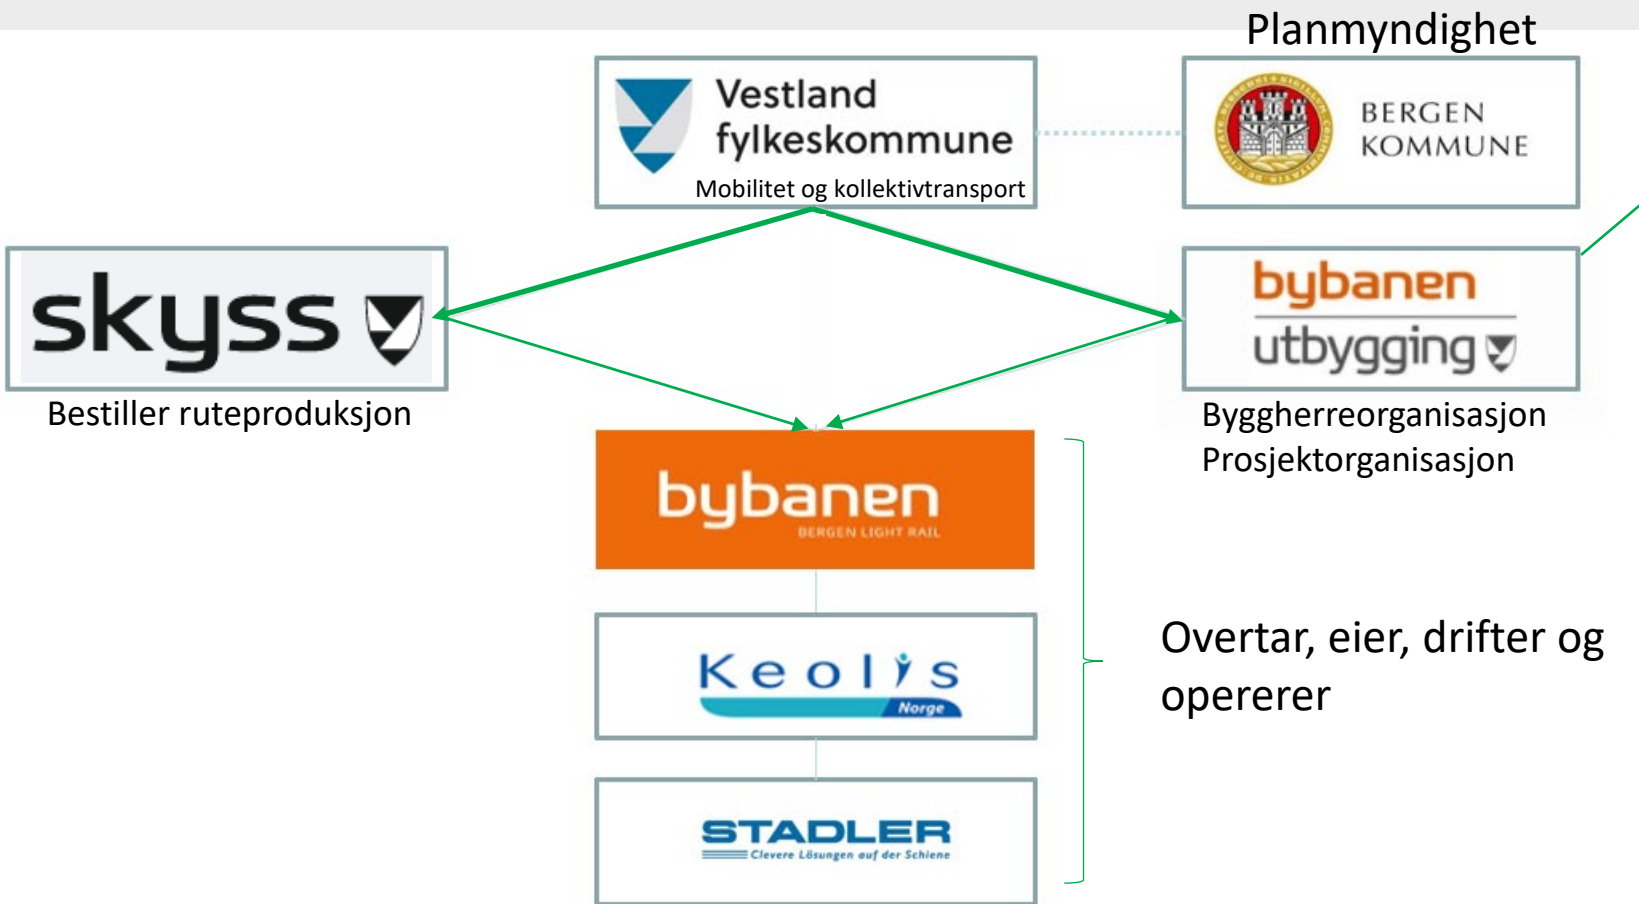 Planmyndighet
Vestland
fylkeskommune
Mobilitet og kollektivtransport
BERGEN
KOMMUNE
skyss
Bestiller ruteproduksjon
bybanen
utbygging
Byggherreorganisasjon
Prosjektorganisasjon
bybanen
BERGEN LIGHT RAIL
Keolis
Norge
STADLER
Clevere Lösungen auf der Schiene
Overtar, eier, drifter og
opererer